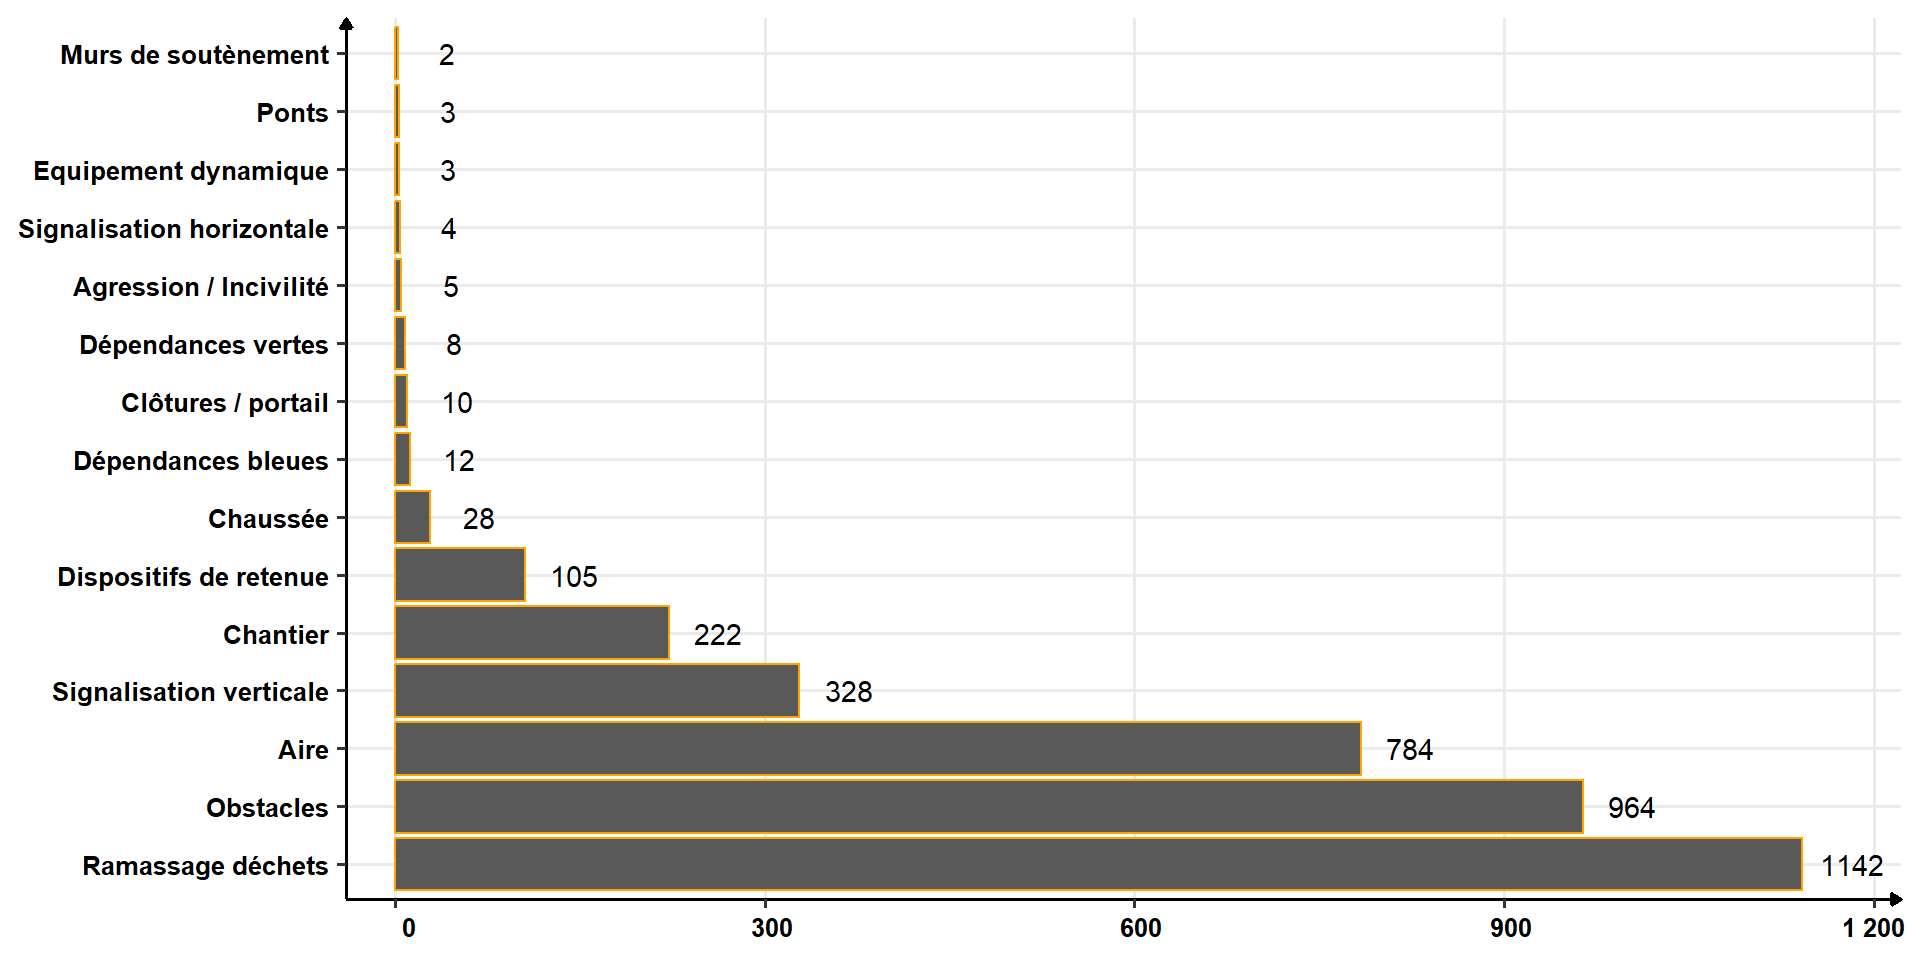 Murs de soutènement 2
Ponts 3
Equipement dynamique 3
Signalisation horizontale 4
Agression / Incivilité 5
Dépendances vertes 8
Clôtures / portail 10
Dépendances bleues 12
Chaussée 28
Dispositifs de retenue 105
Chantier 222
Signalisation verticale 328
Aire 784
Obstacles 964
Ramassage déchets 1142
0 300 600 900 1 200